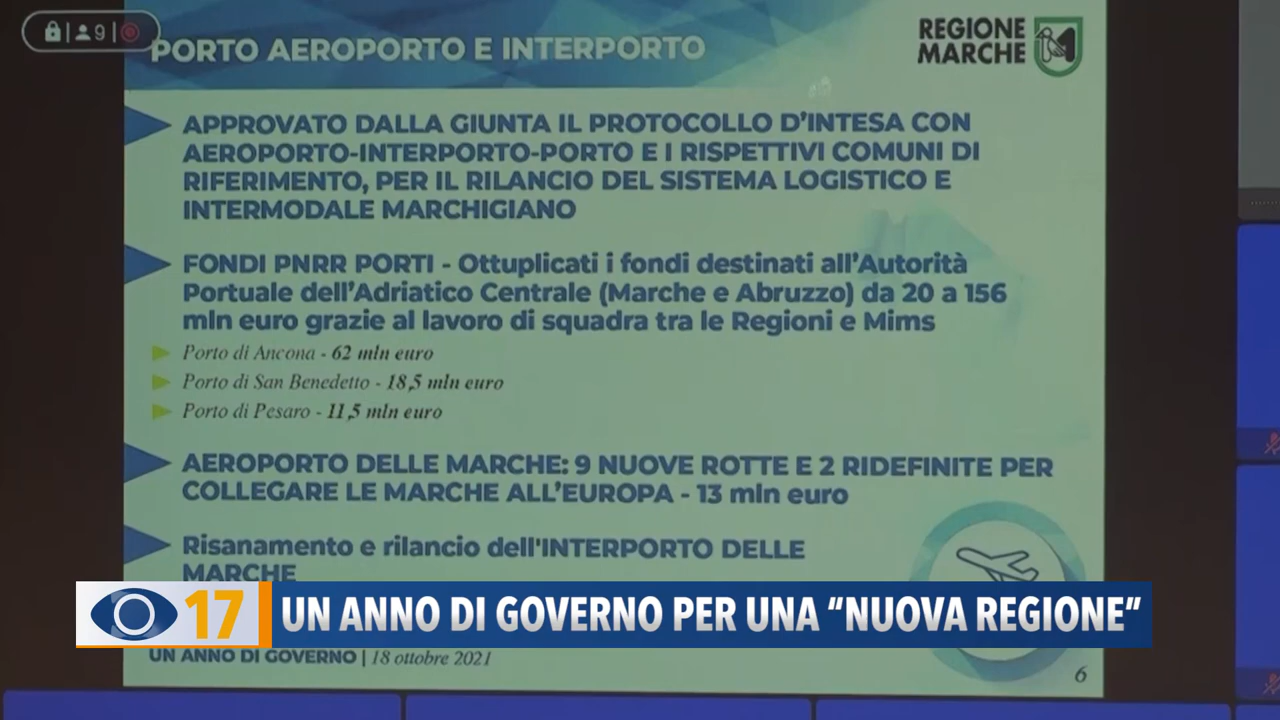 9
PORTO AEROPORTO E INTERPORTO
REGIONE
MARCHE
APPROVATO DALLA GIUNTA IL PROTOCOLLO D'INTESA CON
AEROPORTO-INTERPORTO-PORTO E I RISPETTIVI COMUNI DI
RIFERIMENTO, PER IL RILANCIO DEL SISTEMA LOGISTICO E
INTERMODALE MARCHIGIANO
FONDI PNRR PORTI - Ottuplicati i fondi destinati all'Autorità
Portuale dell'Adriatico Centrale (Marche e Abruzzo) da 20 a 156
mln euro grazie al lavoro di squadra tra le Regioni e Mims
Porto di Ancona - 62 mln euro
Porto di San Benedetto - 18,5 mln euro
Porto di Pesaro - 11,5 mln euro
AEROPORTO DELLE MARCHE: 9 NUOVE ROTTE E 2 RIDEFINITE PER
COLLEGARE LE MARCHE ALL'EUROPA - 13 mln euro
Risanamento e rilancio dell'INTERPORTO DELLE
MARCHE
17 UN ANNO DI GOVERNO PER UNA “NUOVA REGIONE”
UN ANNO DI GOVERNO | 18 ottobre 2021
6